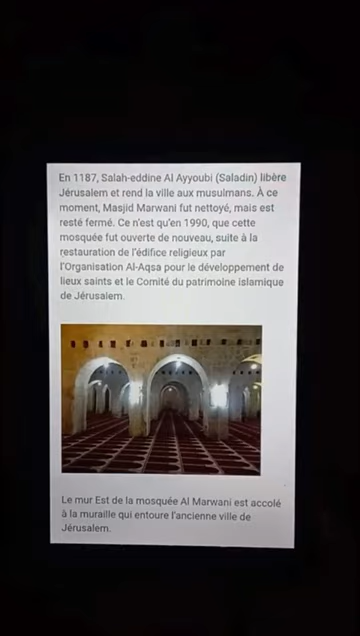 En 1187, Salah-eddine Al Ayyoubi (Saladin) libère
Jérusalem et rend la ville aux musulmans. À ce
moment, Masjid Marwani fut nettoyé, mais est
resté fermé. Ce n'est qu'en 1990, que cette
mosquée fut ouverte de nouveau, suite à la
restauration de l'édifice religieux par
l'Organisation Al-Aqsa pour le développement de
lieux saints et le Comité du patrimoine islamique
de Jérusalem.
Le mur Est de la mosquée Al Marwani est accolé
à la muraille qui entoure l'ancienne ville de
Jérusalem.